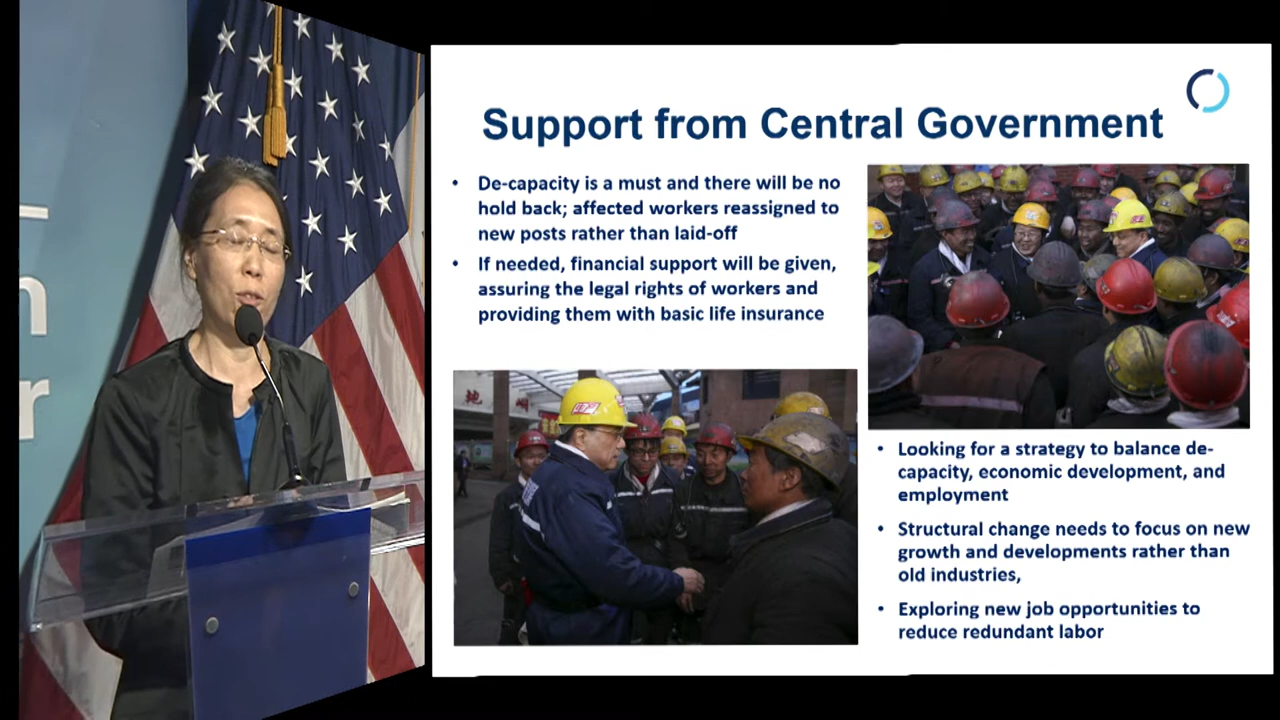 n
r
Support from Central Government
• De-capacity is a must and there will be no
hold back; affected workers reassigned to
new posts rather than laid-off
• If needed, financial support will be given,
assuring the legal rights of workers and
providing them with basic life insurance
• Looking for a strategy to balance de-
capacity, economic development, and
employment
• Structural change needs to focus on new
growth and developments rather than
old industries,
• Exploring new job opportunities to
reduce redundant labor